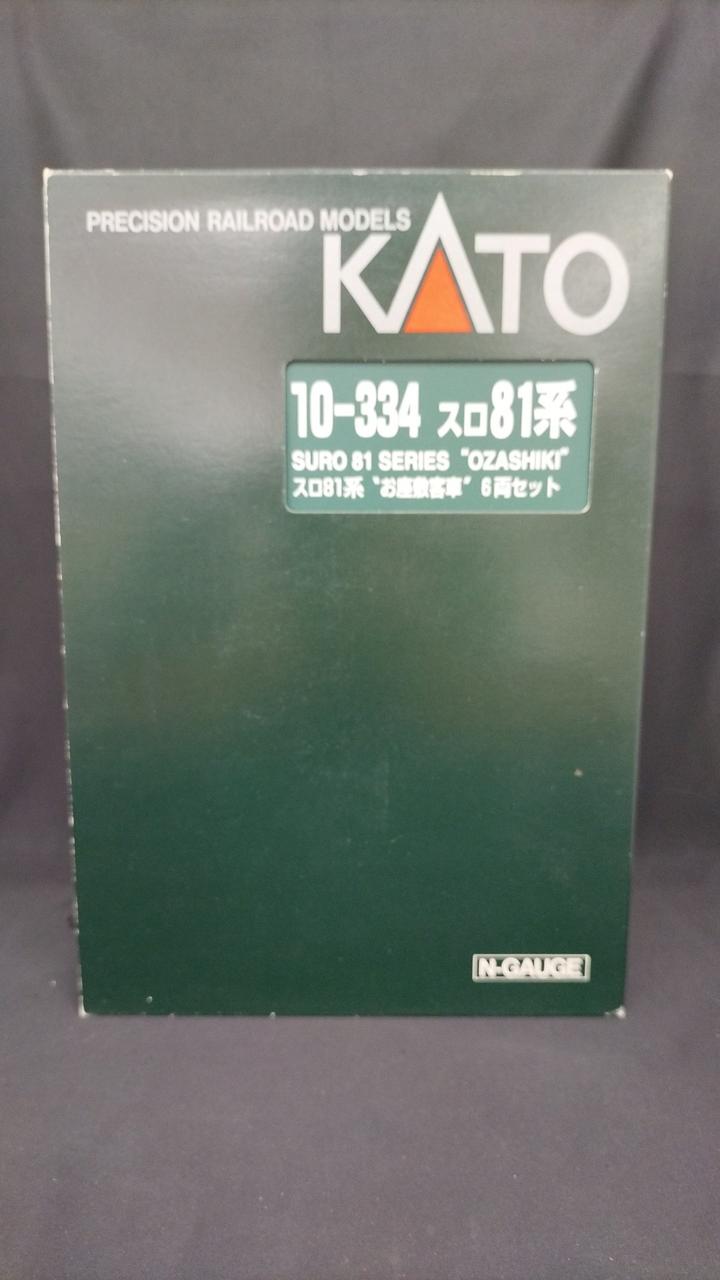 PRECISION RAILROAD MODELS
KATO
10-334 スロ81系
SURO 81 SERIES "OZASHIKI"
スロ81系 〝お座敷客車〞 6両セット
N-GAUGE